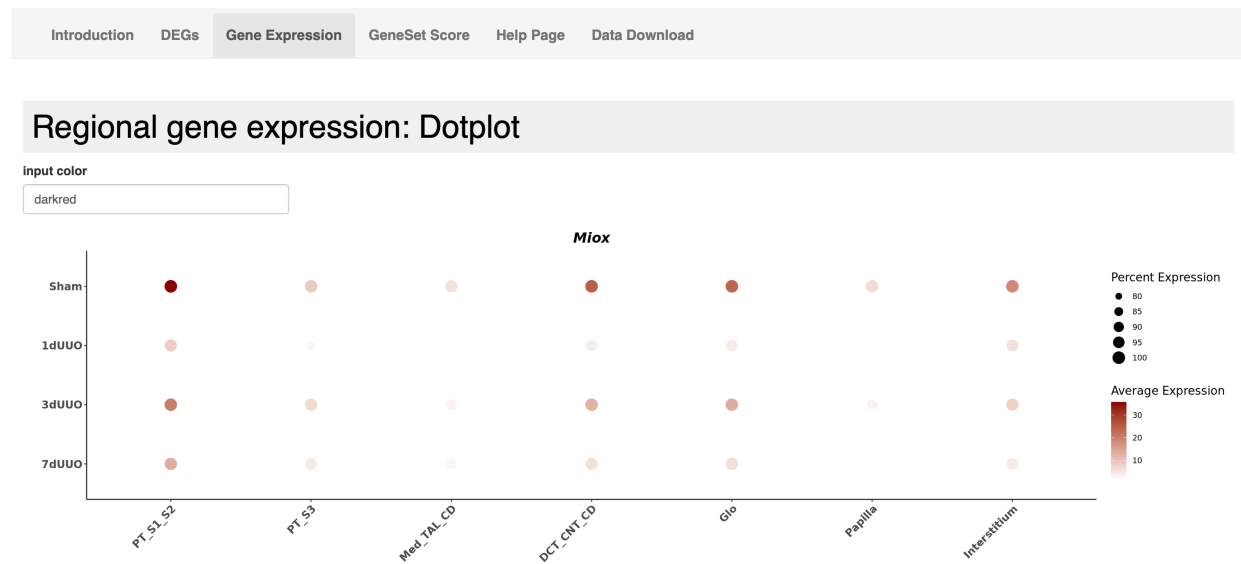 Introduction DEGs Gene Expression GeneSet Score Help Page Data Download
Regional gene expression: Dotplot
input color
darkred
Miox
Sham
1dUUO
3dUUO
7dUUO
PT_S1_S2
PT_S3
Med_TAL_CD
DCT_CNT_CD
Glo
Papilla
Interstitium
Percent Expression
80
85
90
95
100
Average Expression
30
20
10